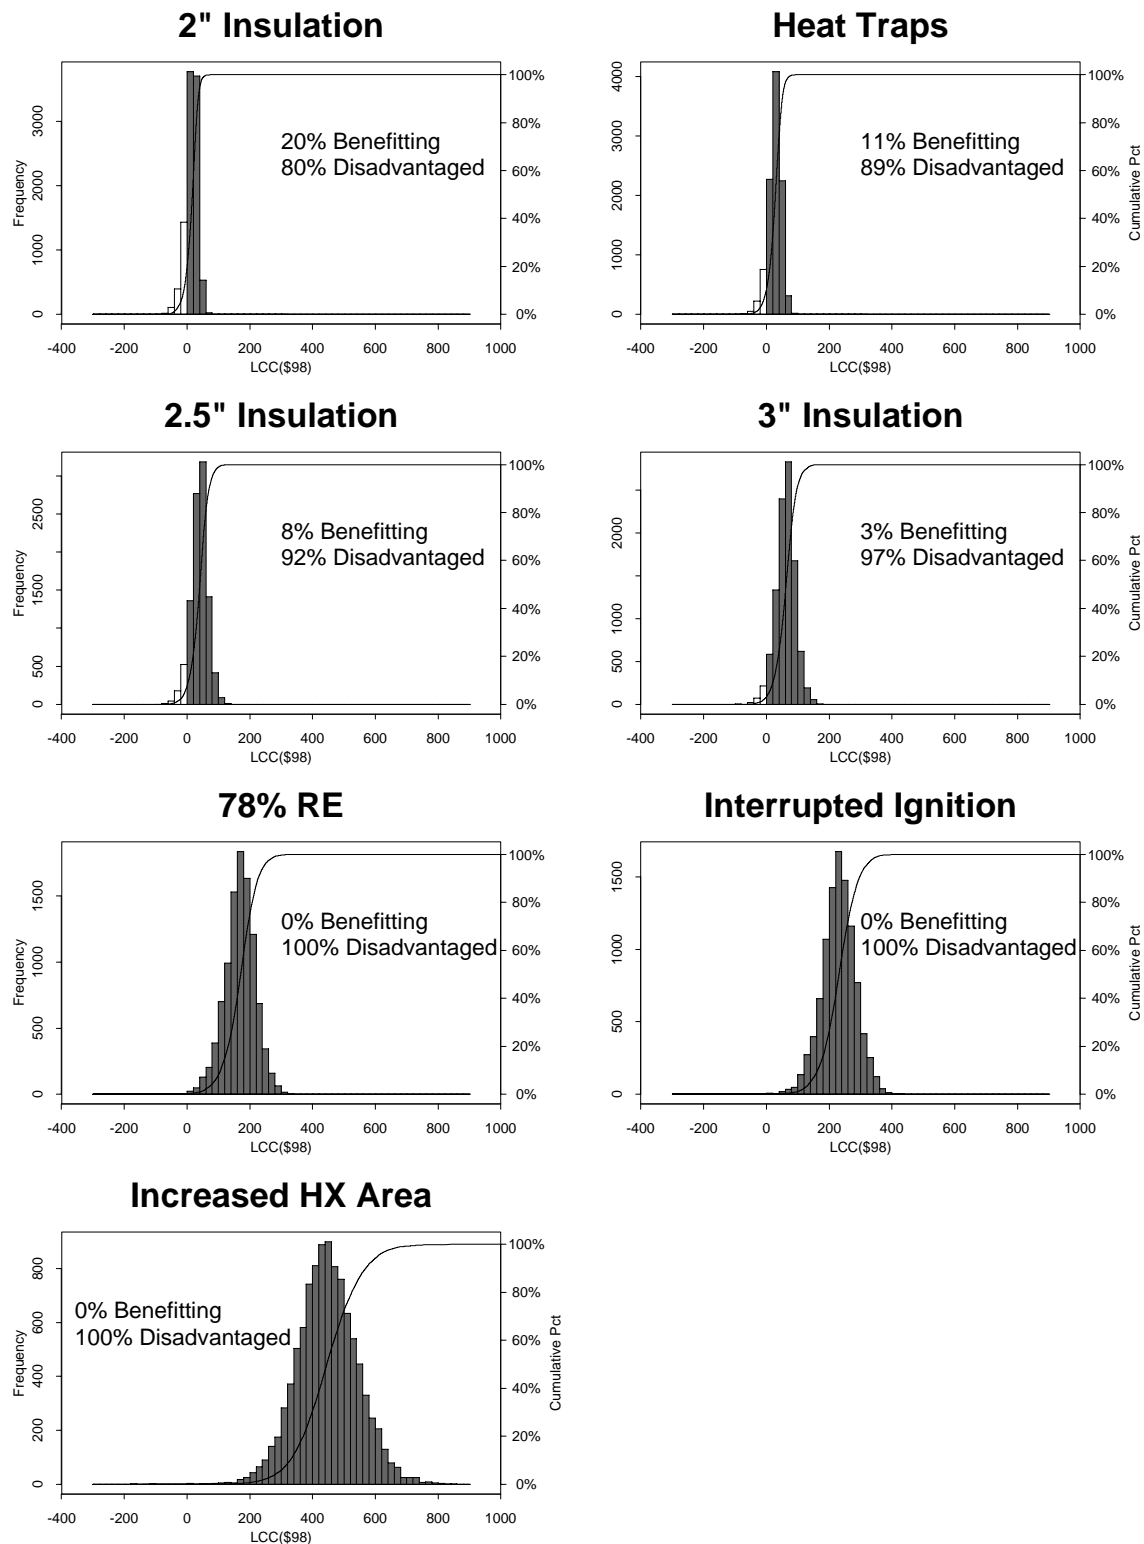 2" Insulation
Frequency
3000
2000
1000
0
100%
80%
60%
40%
20%
0%
20% Benefitting
80% Disadvantaged
-400 -200 0 200 400 600 800 1000
LCC($98)
Heat Traps
4000
3000
2000
1000
0
100%
80%
60%
40%
20%
0%
Cumulative Pct
11% Benefitting
89% Disadvantaged
-400 -200 0 200 400 600 800 1000
LCC($98)
2.5" Insulation
Frequency
2500
1500
500
0
100%
80%
60%
40%
20%
0%
8% Benefitting
92% Disadvantaged
-400 -200 0 200 400 600 800 1000
LCC($98)
3" Insulation
2000
1000
500
0
100%
80%
60%
40%
20%
0%
Cumulative Pct
3% Benefitting
97% Disadvantaged
-400 -200 0 200 400 600 800 1000
LCC($98)
78% RE
Frequency
1500
1000
500
0
100%
80%
60%
40%
20%
0%
0% Benefitting
100% Disadvantaged
-400 -200 0 200 400 600 800 1000
LCC($98)
Interrupted Ignition
1500
1000
500
0
100%
80%
60%
40%
20%
0%
Cumulative Pct
0% Benefitting
100% Disadvantaged
-400 -200 0 200 400 600 800 1000
LCC($98)
Increased HX Area
Frequency
800
600
400
200
0
100%
80%
60%
40%
20%
0%
Cumulative Pct
0% Benefitting
100% Disadvantaged
-400 -200 0 200 400 600 800 1000
LCC($98)